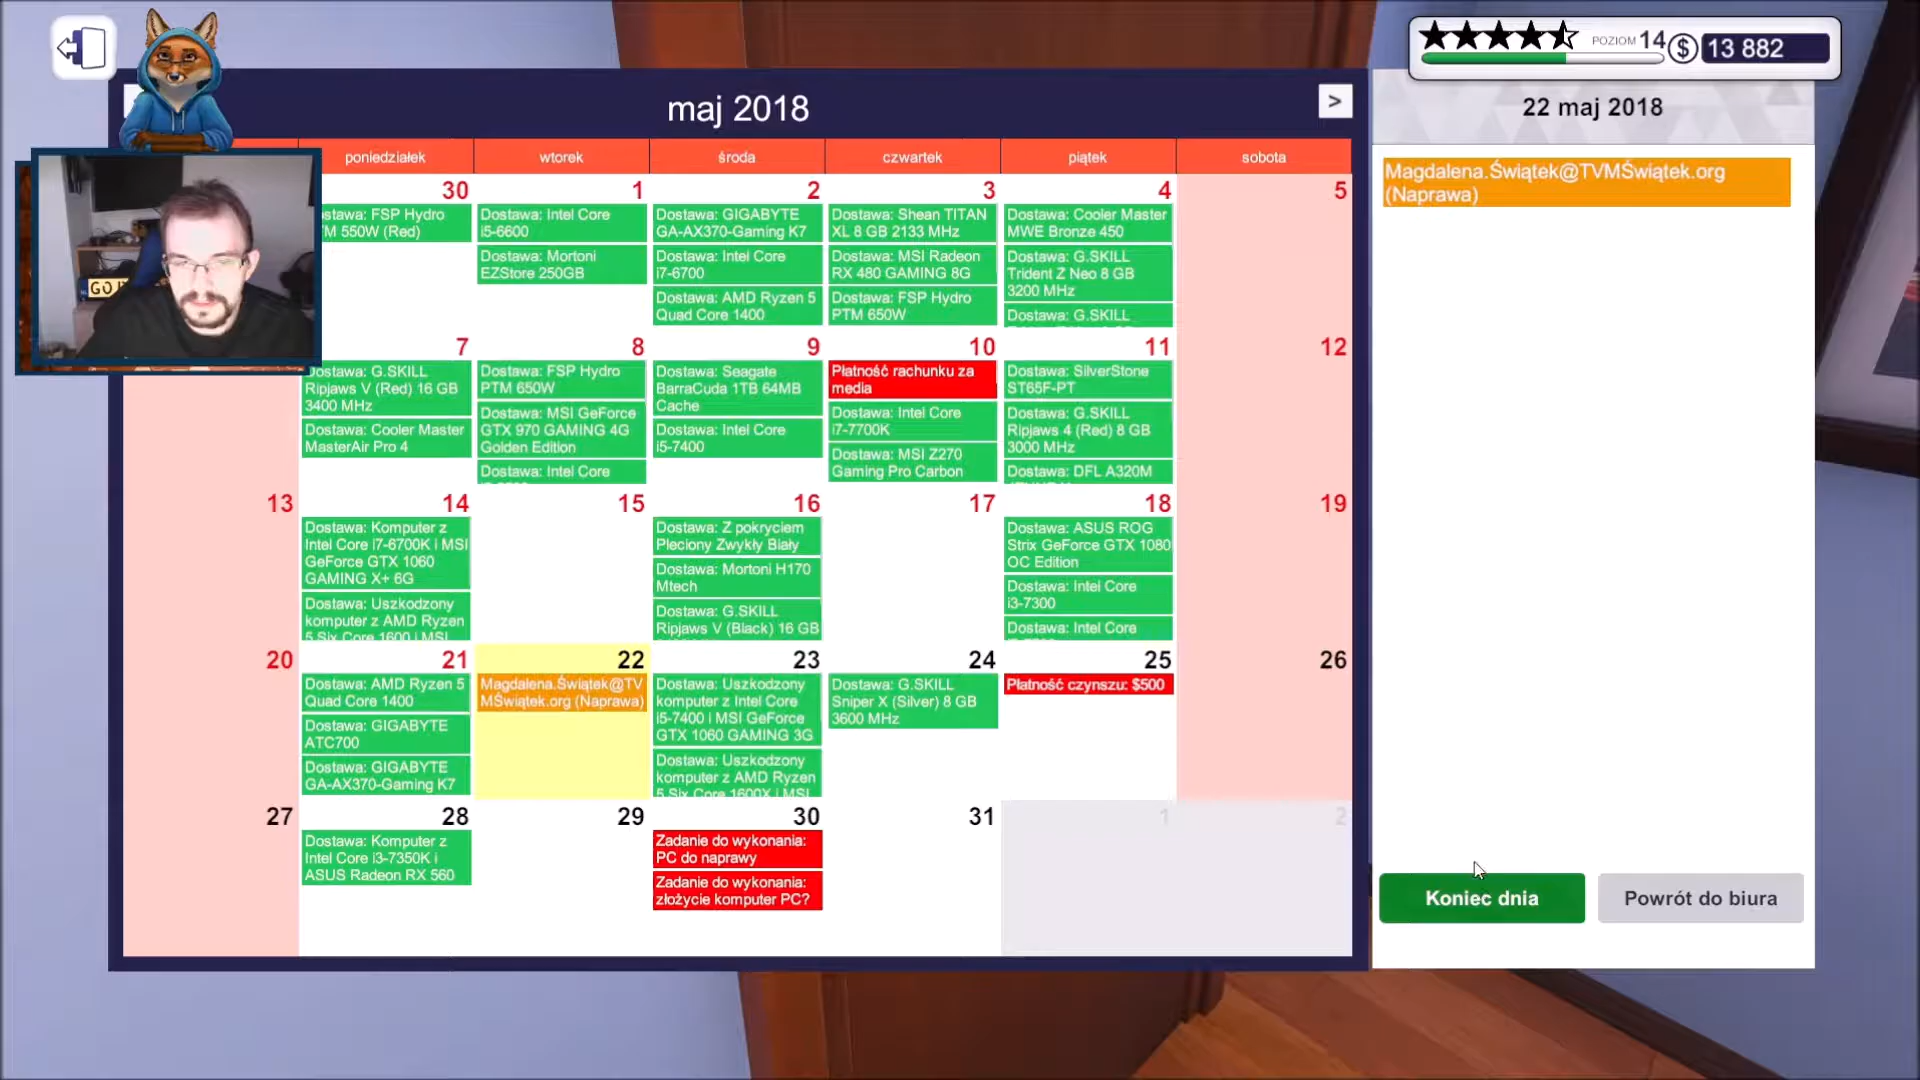 POZIOM 14
13 882
maj 2018
>
22 maj 2018
poniedziałek
wtorek
środa
czwartek
piątek
sobota
Magdalena.Świątek@TVMŚwiątek.org
(Naprawa)
GO
30
stawa: FSP Hydro
M 550W (Red)
1
Dostawa: Intel Core
i5-6600
Dostawa: Mortoni
EZStore 250GB
2
Dostawa: GIGABYTE
GA-AX370-Gaming K7
Dostawa: Intel Core
i7-6700
Dostawa: AMD Ryzen 5
Quad Core 1400
3
Dostawa: Shean TITAN
XL 8 GB 2133 MHz
Dostawa: MSI Radeon
RX 480 GAMING 8G
Dostawa: FSP Hydro
PTM 650W
4
Dostawa: Cooler Master
MWE Bronze 450
Dostawa: G.SKILL
Trident Z Neo 8 GB
3200 MHz
Dostawa: G.SKILL
5
7
Dostawa: G.SKILL
Ripjaws V (Red) 16 GB
3400 MHz
Dostawa: Cooler Master
MasterAir Pro 4
8
Dostawa: FSP Hydro
PTM 650W
Dostawa: MSI GeForce
GTX 970 GAMING 4G
Golden Edition
Dostawa: Intel Core
9
Dostawa: Seagate
BarraCuda 1TB 64MB
Cache
Dostawa: Intel Core
i5-7400
10
Płatność rachunku za
media
Dostawa: Intel Core
i7-7700K
Dostawa: MSI Z270
Gaming Pro Carbon
11
Dostawa: SilverStone
ST65F-PT
Dostawa: G.SKILL
Ripjaws 4 (Red) 8 GB
3000 MHz
Dostawa: DFL A320M
12
13
14
Dostawa: Komputer z
Intel Core i7-6700K i MSI
GeForce GTX 1060
GAMING X+ 6G
Dostawa: Uszkodzony
komputer z AMD Ryzen
5 Six Core 1600 i MSI
15
16
Dostawa: Z pokryciem
Pleciony Zwykły Biały
Dostawa: Mortoni H170
Mtech
Dostawa: G.SKILL
Ripjaws V (Black) 16 GB
17
18
Dostawa: ASUS ROG
Strix GeForce GTX 1080
OC Edition
Dostawa: Intel Core
i3-7300
Dostawa: Intel Core
19
20
21
Dostawa: AMD Ryzen 5
Quad Core 1400
Dostawa: GIGABYTE
ATC700
Dostawa: GIGABYTE
GA-AX370-Gaming K7
22
Magdalena.Świątek@TV
MŚwiątek.org (Naprawa)
23
Dostawa: Uszkodzony
komputer z Intel Core
i5-7400 i MSI GeForce
GTX 1060 GAMING 3G
Dostawa: Uszkodzony
komputer z AMD Ryzen
5 Six Core 1600X i MSI
24
Dostawa: G.SKILL
Sniper X (Silver) 8 GB
3600 MHz
25
Płatność czynszu: $500
26
27
28
Dostawa: Komputer z
Intel Core i3-7350K i
ASUS Radeon RX 560
29
30
Zadanie do wykonania:
PC do naprawy
Zadanie do wykonania:
złożycie komputer PC?
31
1
2
Koniec dnia
Powrót do biura